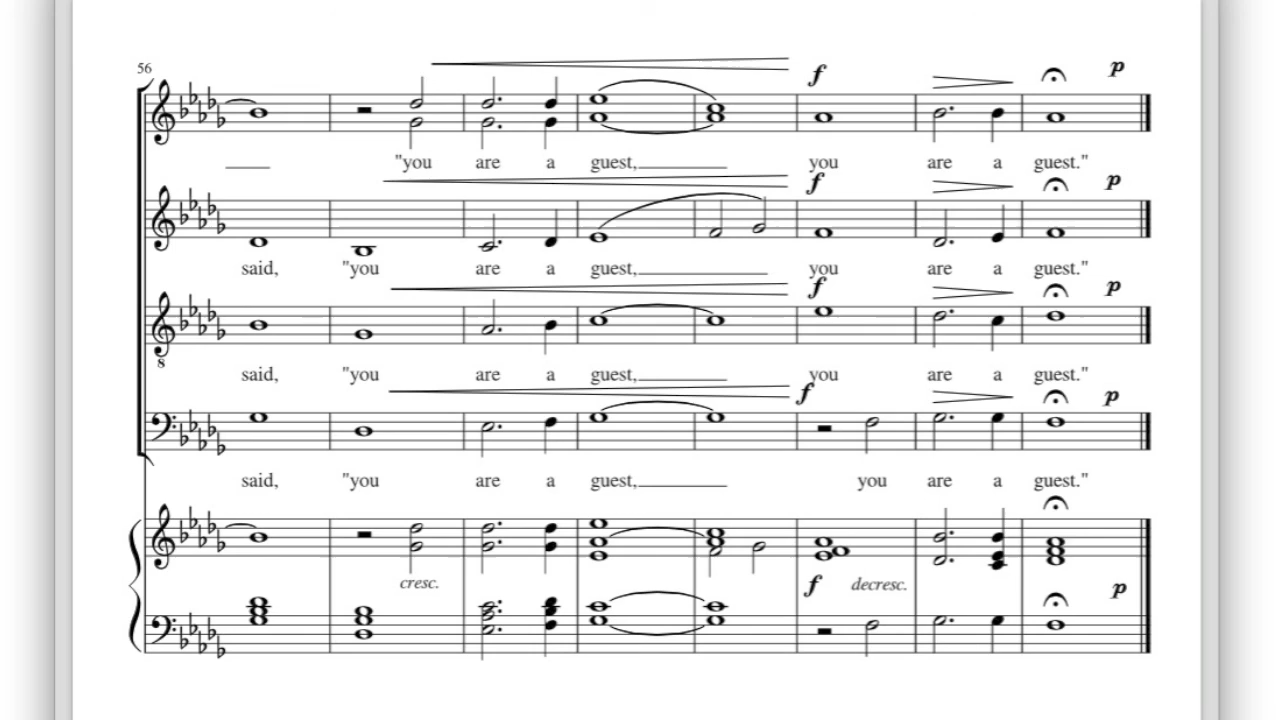 56
f
p
"you are a guest, you are a guest."
f
p
said, "you are a guest, you are a guest."
f
p
8
said, "you are a guest, you are a guest."
f
p
said, "you are a guest, you are a guest."
cresc.
f decresc.
p